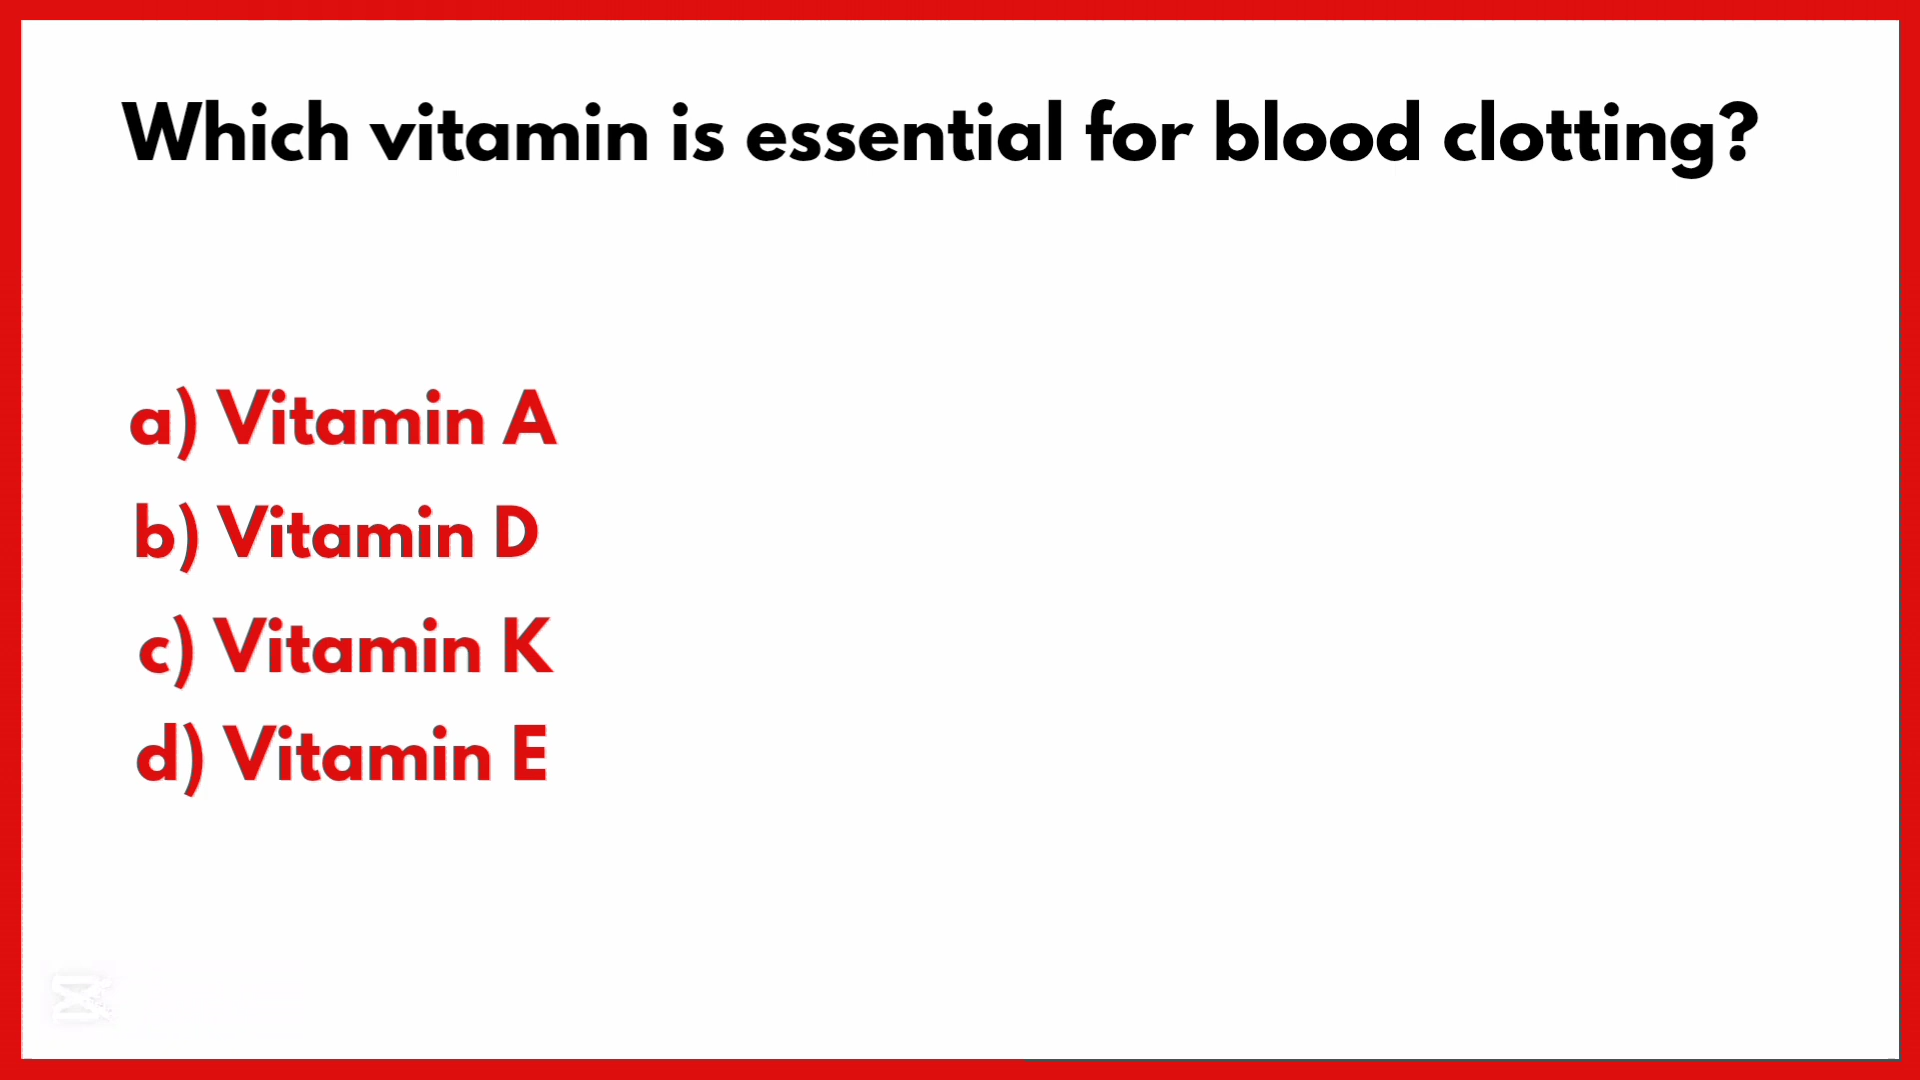 Which vitamin is essential for blood clotting?
a) Vitamin A
b) Vitamin D
c) Vitamin K
d) Vitamin E